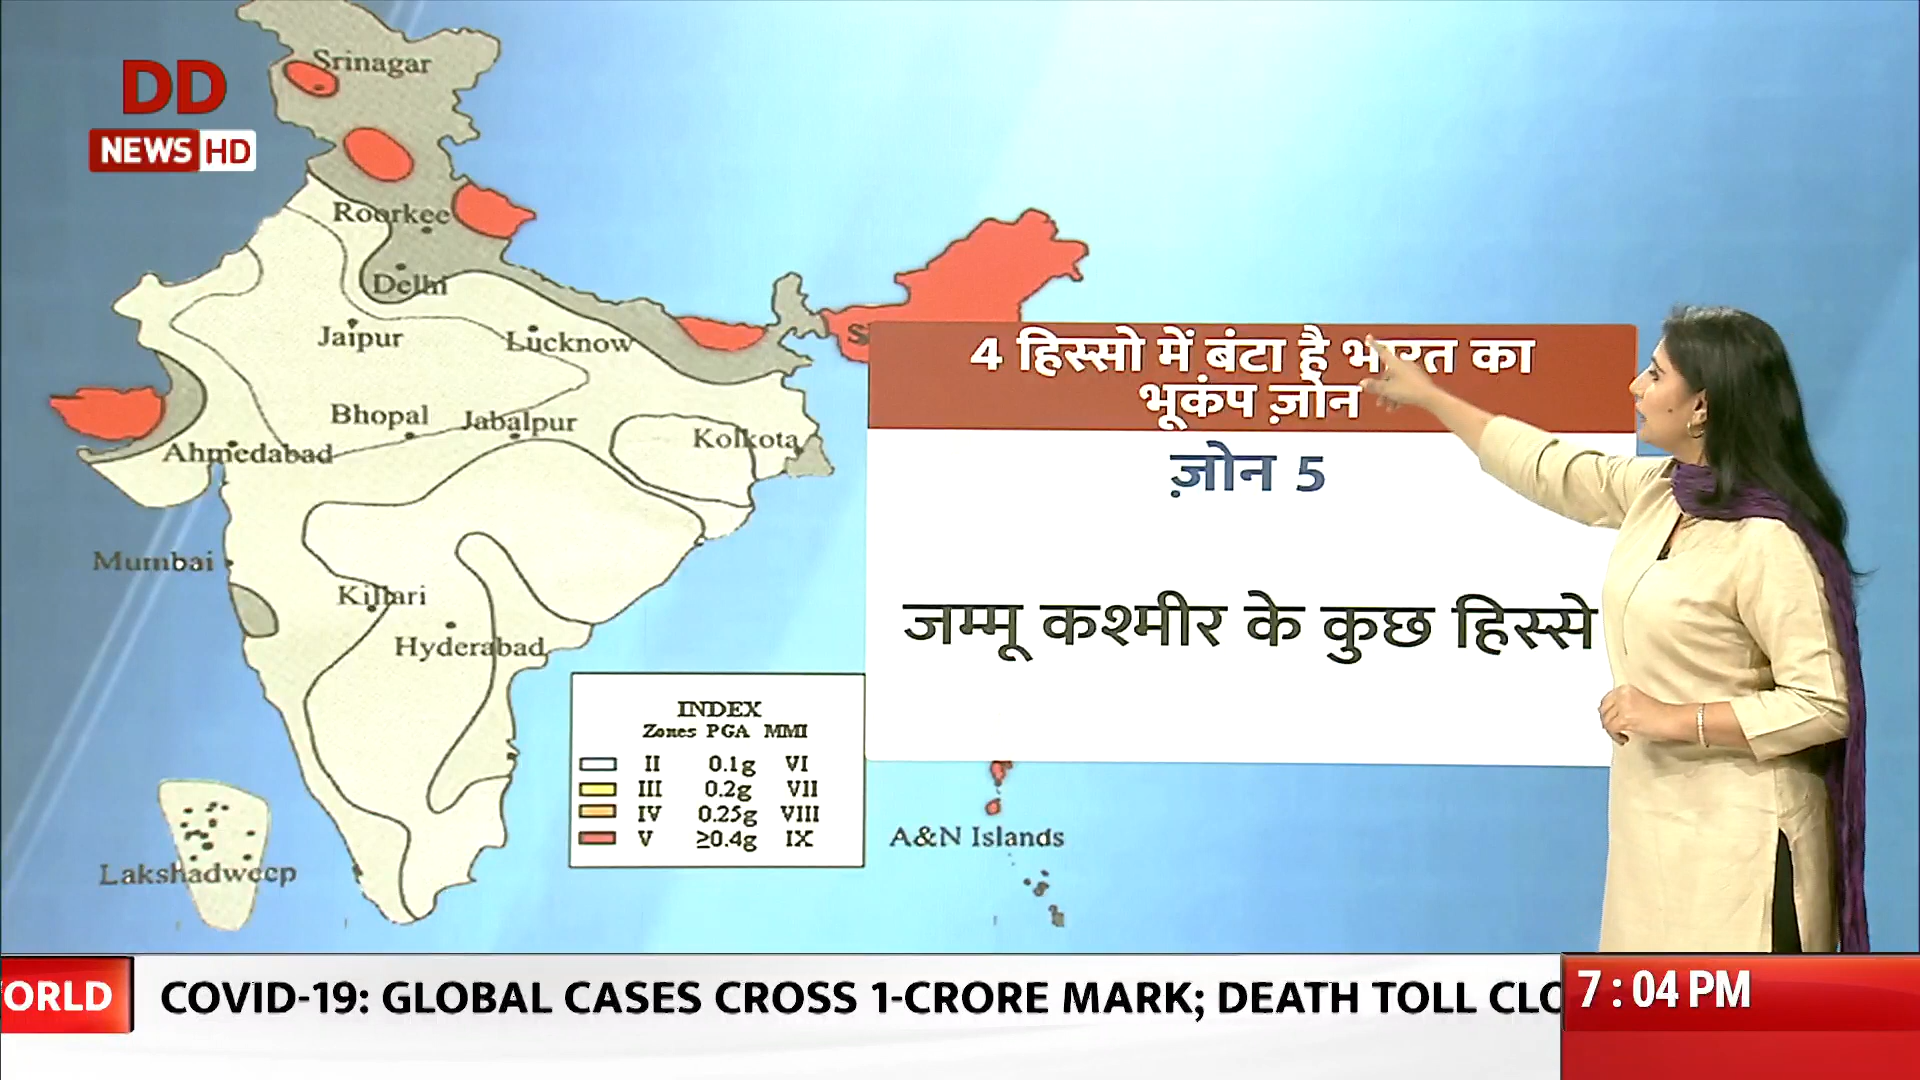 DD
NEWS HD
Srinagar
Roorkee
Delhi
Jaipur
Lucknow
Bhopal
Jabalpur
Kolkota
Ahmedabad
Mumbai
Killari
Hyderabad
Lakshadweep
A&N Islands
INDEX
Zones PGA MMI
II 0.1g VI
III 0.2g VII
IV 0.25g VIII
V ≥0.4g IX
4 हिस्सो में बंटा है भारत का
भूकंप ज़ोन
ज़ोन 5
जम्मू कश्मीर के कुछ हिस्से
ORLD
COVID-19: GLOBAL CASES CROSS 1-CRORE MARK; DEATH TOLL CLO
7:04 PM